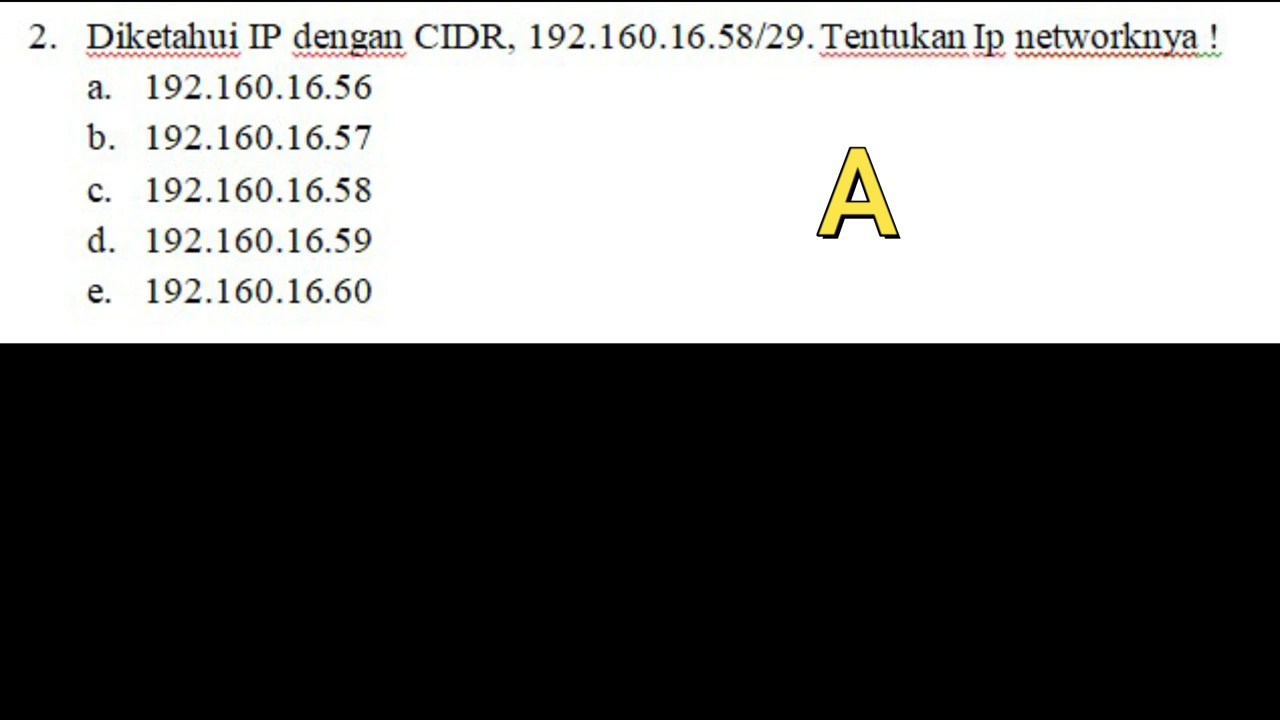 2. Diketahui IP dengan CIDR, 192.160.16.58/29. Tentukan Ip networknya !
a. 192.160.16.56
b. 192.160.16.57
c. 192.160.16.58
d. 192.160.16.59
e. 192.160.16.60
A